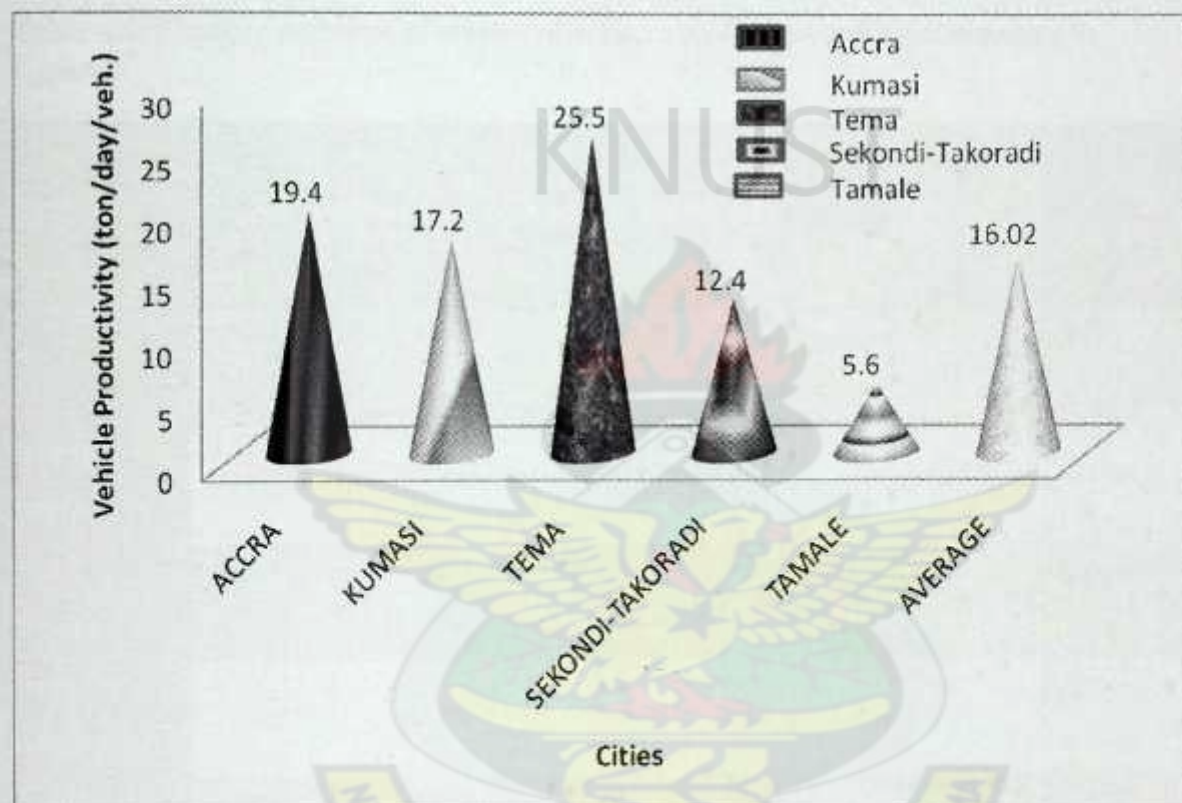 Accra
Kumasi
Tema
Sekondi-Takoradi
Tamale
KNUST
Vehicle Productivity (ton/day/veh.)
30
25
20
15
10
5
0
19.4
17.2
25.5
12.4
5.6
16.02
ACCRA
KUMASI
TEMA
SEKONDI-TAKORADI
TAMALE
AVERAGE
Cities